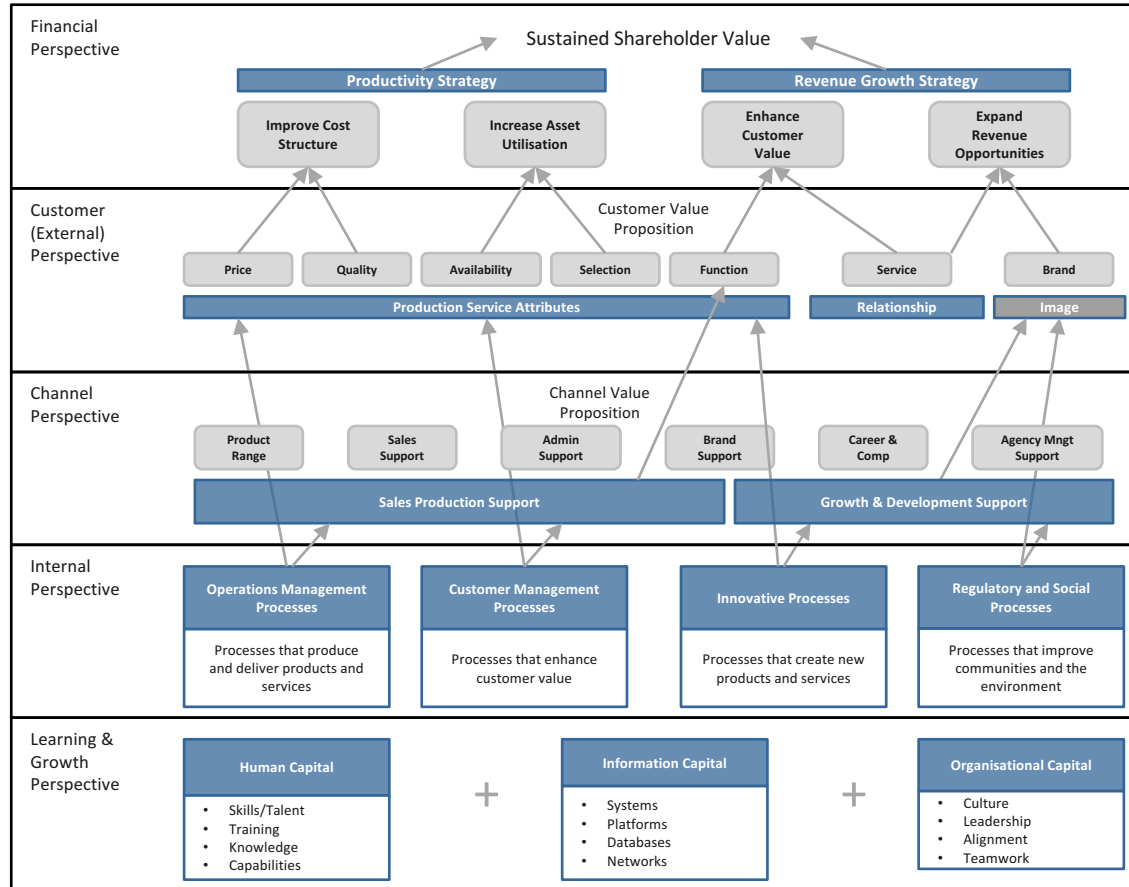 Financial
Perspective
Sustained Shareholder Value
Productivity Strategy
Revenue Growth Strategy
Improve Cost
Structure
Increase Asset
Utilisation
Enhance
Customer
Value
Expand
Revenue
Opportunities
Customer
(External)
Perspective
Customer Value
Proposition
Price
Quality
Availability
Selection
Function
Service
Brand
Production Service Attributes
Relationship
Image
Channel
Perspective
Channel Value
Proposition
Product
Range
Sales
Support
Admin
Support
Brand
Support
Career &
Comp
Agency Mngt
Support
Sales Production Support
Growth & Development Support
Internal
Perspective
Operations Management
Processes
Processes that produce
and deliver products and
services
Customer Management
Processes
Processes that enhance
customer value
Innovative Processes
Processes that create new
products and services
Regulatory and Social
Processes
Processes that improve
communities and the
environment
Learning &
Growth
Perspective
Human Capital
• Skills/Talent
• Training
• Knowledge
• Capabilities
+
Information Capital
• Systems
• Platforms
• Databases
• Networks
+
Organisational Capital
• Culture
• Leadership
• Alignment
• Teamwork